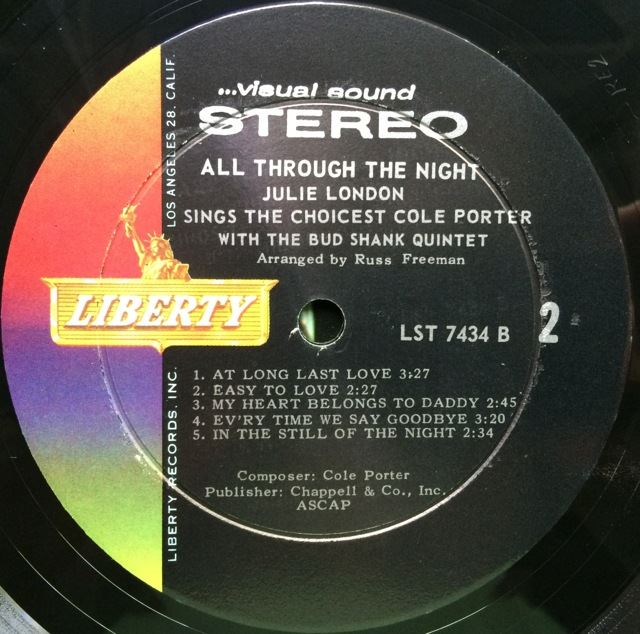 ...visual sound
STEREO
ALL THROUGH THE NIGHT
JULIE LONDON
SINGS THE CHOICEST COLE PORTER
WITH THE BUD SHANK QUINTET
Arranged by Russ Freeman
LIBERTY
LST 7434 B 2
1. AT LONG LAST LOVE 3:27
2. EASY TO LOVE 2:27
3. MY HEART BELONGS TO DADDY 2:45
4. EV'RY TIME WE SAY GOODBYE 3:20
5. IN THE STILL OF THE NIGHT 2:34
Composer: Cole Porter
Publisher: Chappell & Co., Inc.
ASCAP
LIBERTY RECORDS, INC.
LOS ANGELES 28, CALIF.